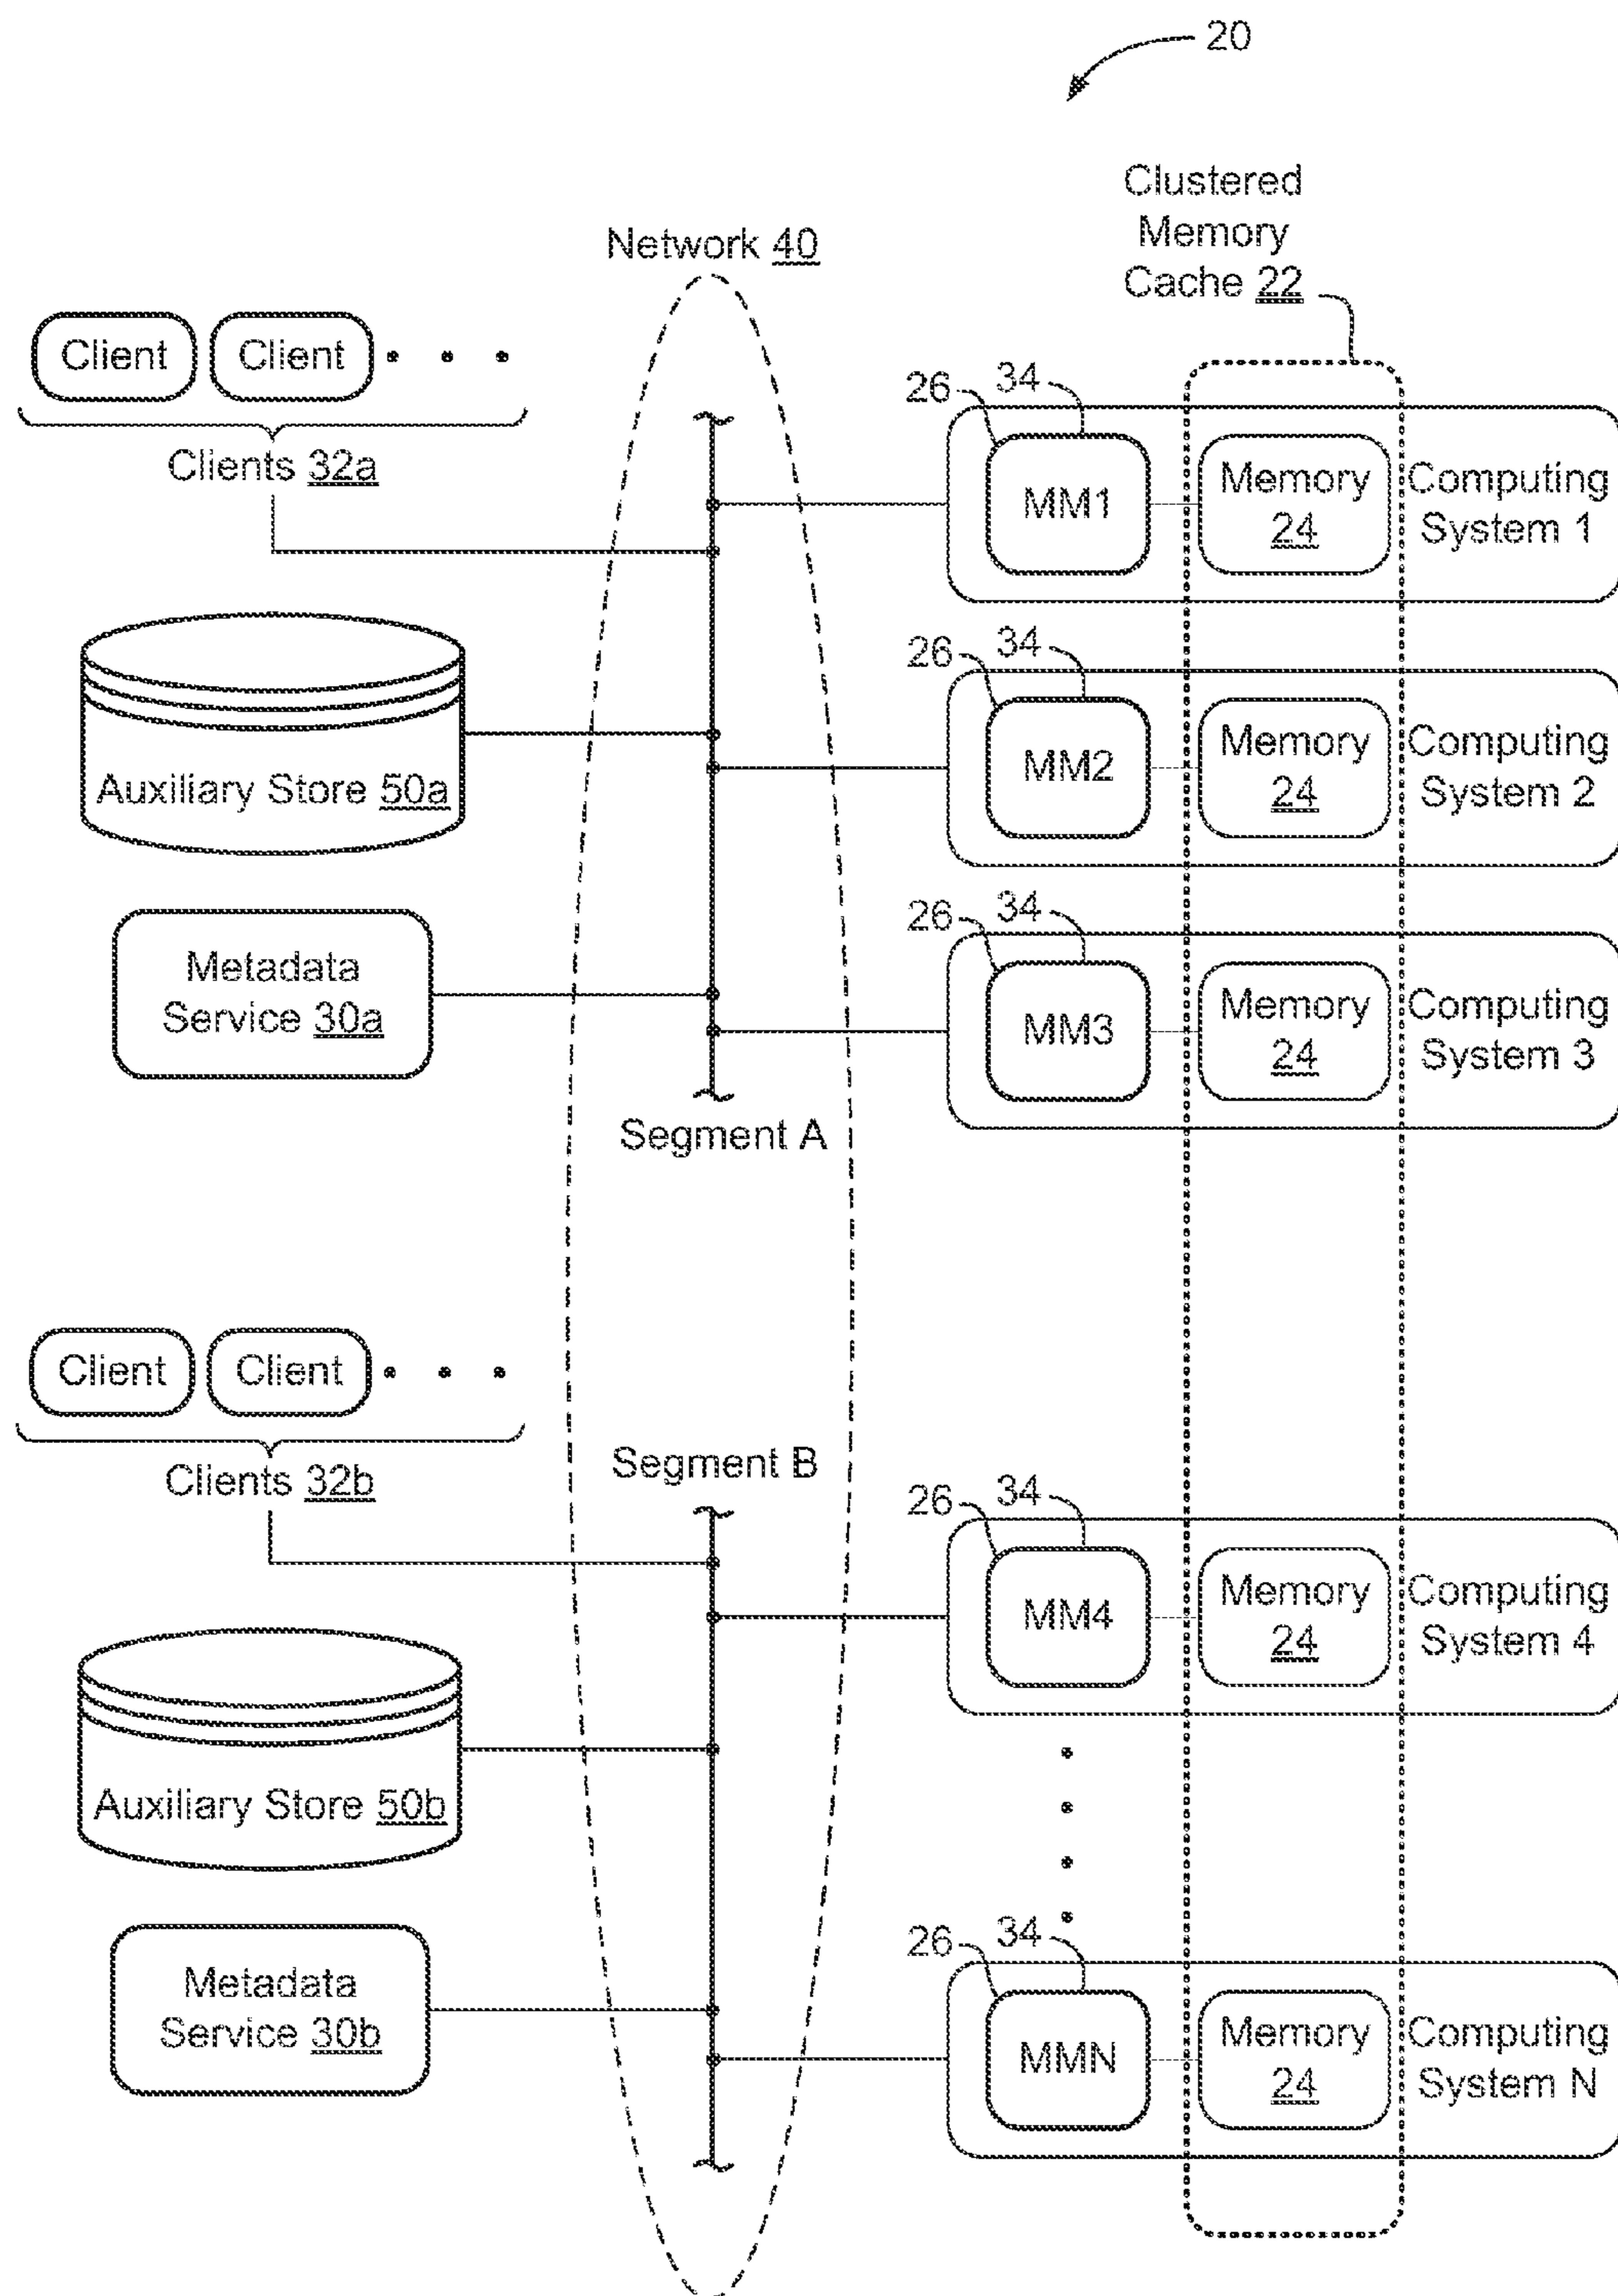 20
Clustered
Memory
Cache 22
Network 40
Client
Client
Clients 32a
26
34
MM1
Memory
24
Computing
System 1
Auxiliary Store 50a
26
34
MM2
Memory
24
Computing
System 2
Metadata
Service 30a
26
34
MM3
Memory
24
Computing
System 3
Segment A
Client
Client
Clients 32b
Segment B
26
34
MM4
Memory
24
Computing
System 4
Auxiliary Store 50b
Metadata
Service 30b
26
34
MMN
Memory
24
Computing
System N